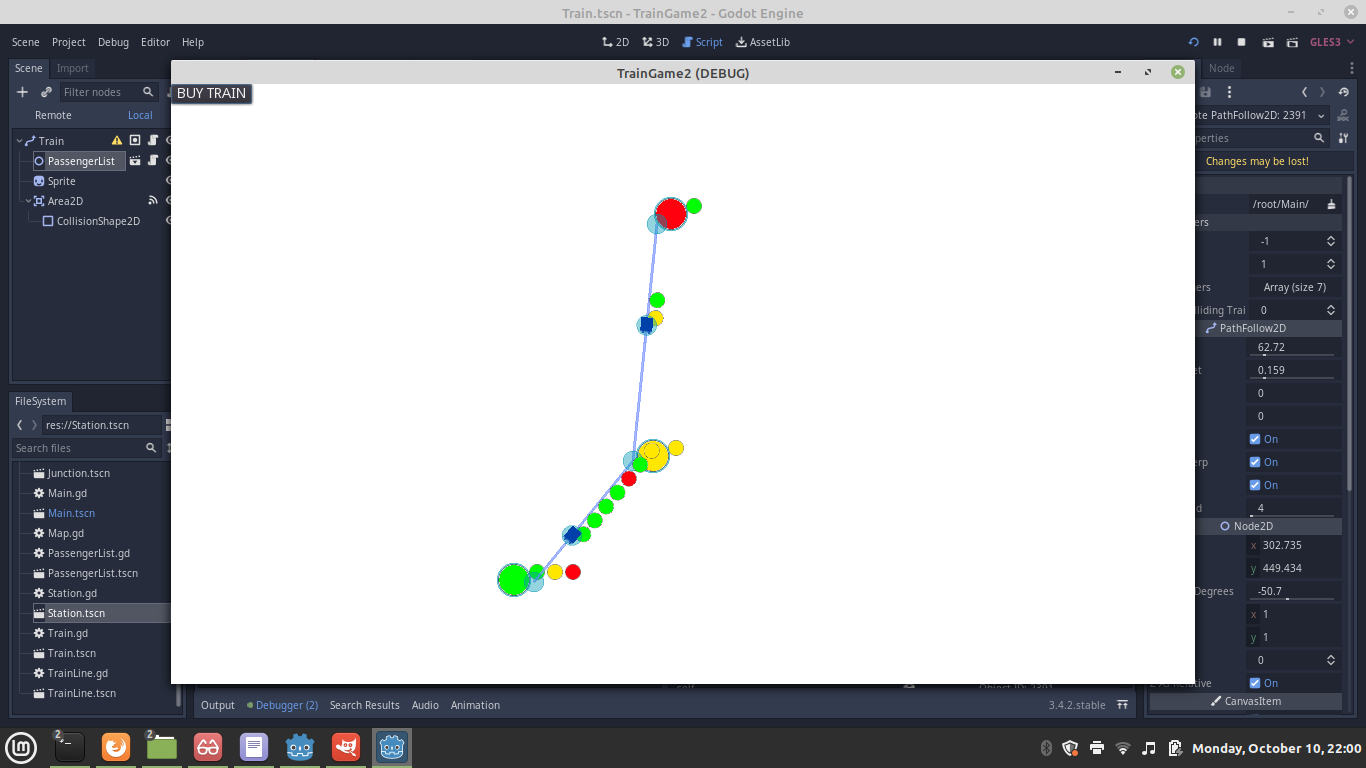 Train.tscn - TrainGame2 - Godot Engine
Scene Project Debug Editor Help 2D 3D Script AssetLib GLES3
Scene Import TrainGame2 (DEBUG) Node
Filter nodes BUY TRAIN
Remote Local ote PathFollow2D: 2391
Train perties
PassengerList Changes may be lost!
Sprite
Area2D /root/Main/
CollisionShape2D ers
-1
1
ers Array (size 7)
lliding Trai 0
PathFollow2D
62.72
et 0.159
0
FileSystem
0
res://Station.tscn On
Search files erp On
Junction.tscn On
Main.gd d 4
Main.tscn Node2D
Map.gd x 302.735
PassengerList.gd y 449.434
PassengerList.tscn Degrees -50.7
Station.gd x 1
Station.tscn y 1
Train.gd 0
Train.tscn
TrainLine.gd On
TrainLine.tscn CanvasItem
Output Debugger (2) Search Results Audio Animation 3.4.2.stable
2 2 Monday, October 10, 22:00